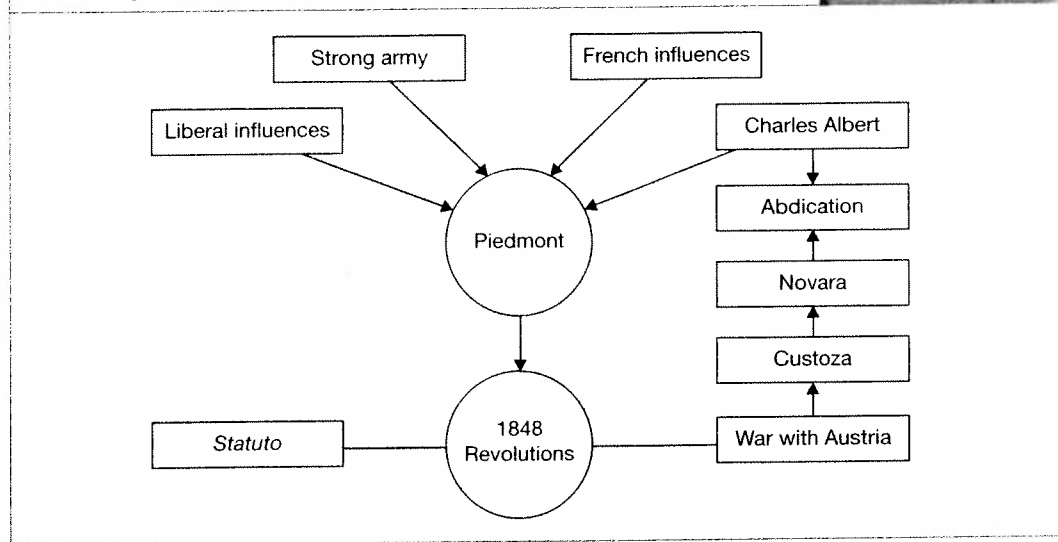 Strong army
French influences
Liberal influences
Charles Albert
Abdication
Piedmont
Novara
Custoza
1848
Revolutions
Statuto
War with Austria